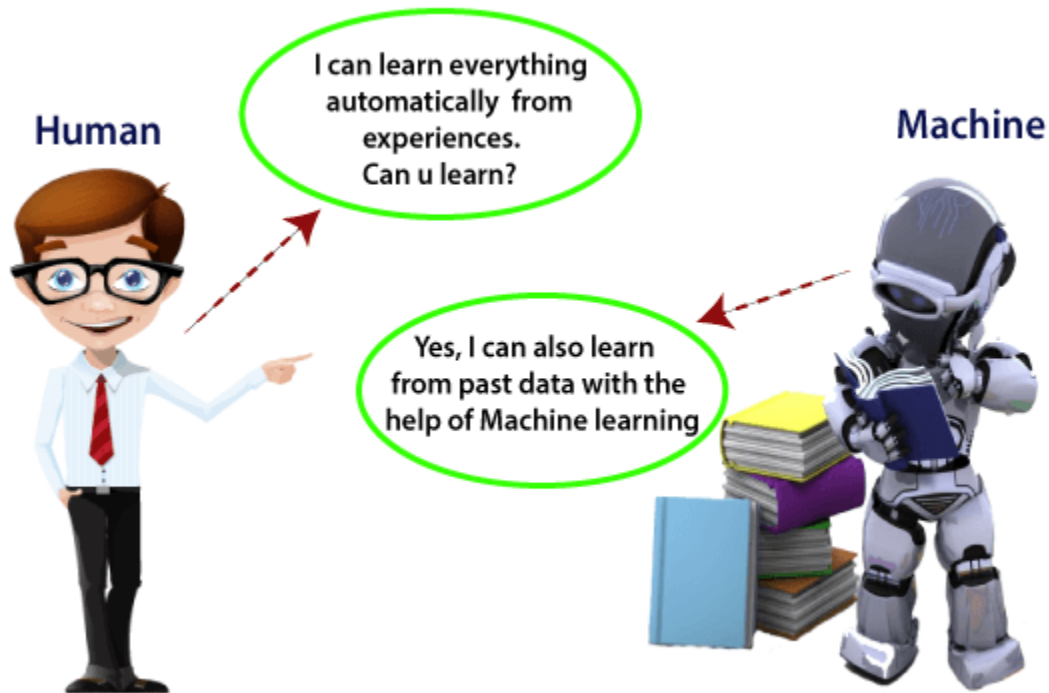 Human
I can learn everything
automatically from
experiences.
Can u learn?
Machine
Yes, I can also learn
from past data with the
help of Machine learning